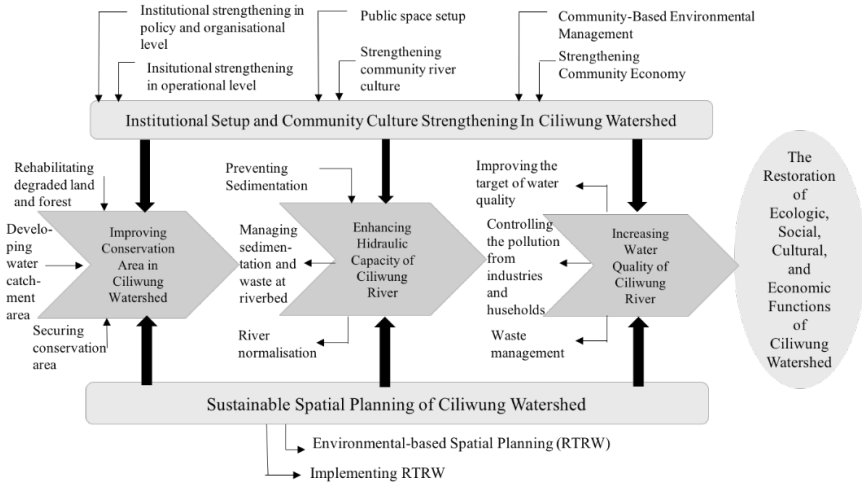 Institutional strengthening in
policy and organisational
level
Insitutional strengthening
in operational level
Public space setup
Strengthening
community river
culture
Community-Based Environmental
Management
Strengthening
Community Economy
Institutional Setup and Community Culture Strengthening In Ciliwung Watershed
Rehabilitating
degraded land
and forest
Develo-
ping
water
catch-
ment
area
Securing
conservation
area
Improving
Conservation
Area in
Ciliwung
Watershed
Preventing
Sedimentation
Managing
sedimen-
tation and
waste at
riverbed
River
normalisation
Enhancing
Hidraulic
Capacity of
Ciliwung
River
Improving the
target of water
quality
Controlling
the pollution
from
industries
and
huseholds
Waste
management
Increasing
Water
Quality of
Ciliwung
River
The
Restoration
of
Ecologic,
Social,
Cultural,
and
Economic
Functions
of
Ciliwung
Watershed
Sustainable Spatial Planning of Ciliwung Watershed
Environmental-based Spatial Planning (RTRW)
Implementing RTRW